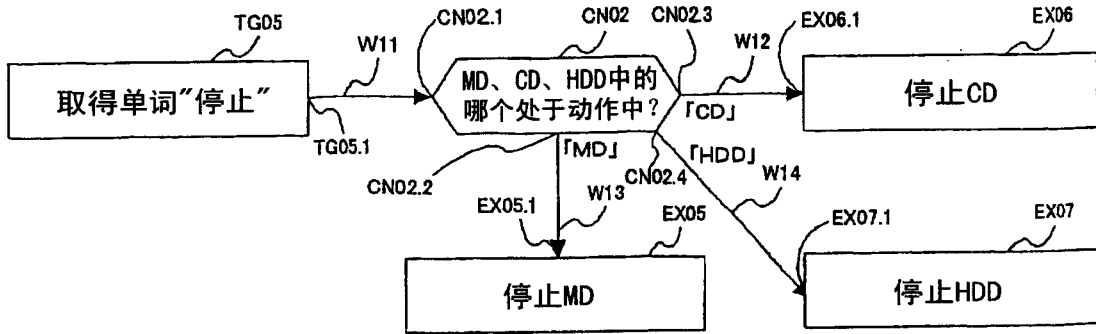 TG05
W11
CN02.1
CN02
CN02.3
W12
EX06.1
EX06
取得单词"停止"
MD、CD、HDD中的
哪个处于动作中?
停止CD
TG05.1
「CD」
「MD」
「HDD」
CN02.2
CN02.4
W14
EX05.1
W13
EX05
EX07.1
EX07
停止MD
停止HDD